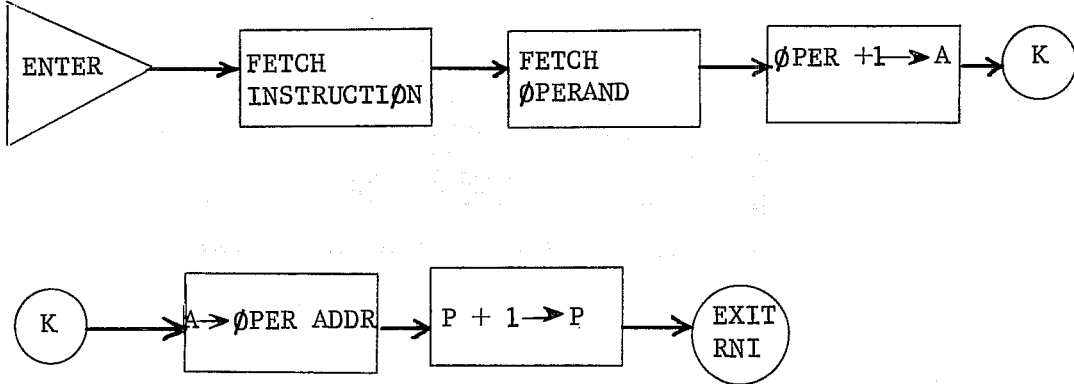 ENTER
FETCH
INSTRUCTIØN
FETCH
ØPERAND
ØPER +1→A
K
K
A→ØPER ADDR
P + 1→P
EXIT
RNI